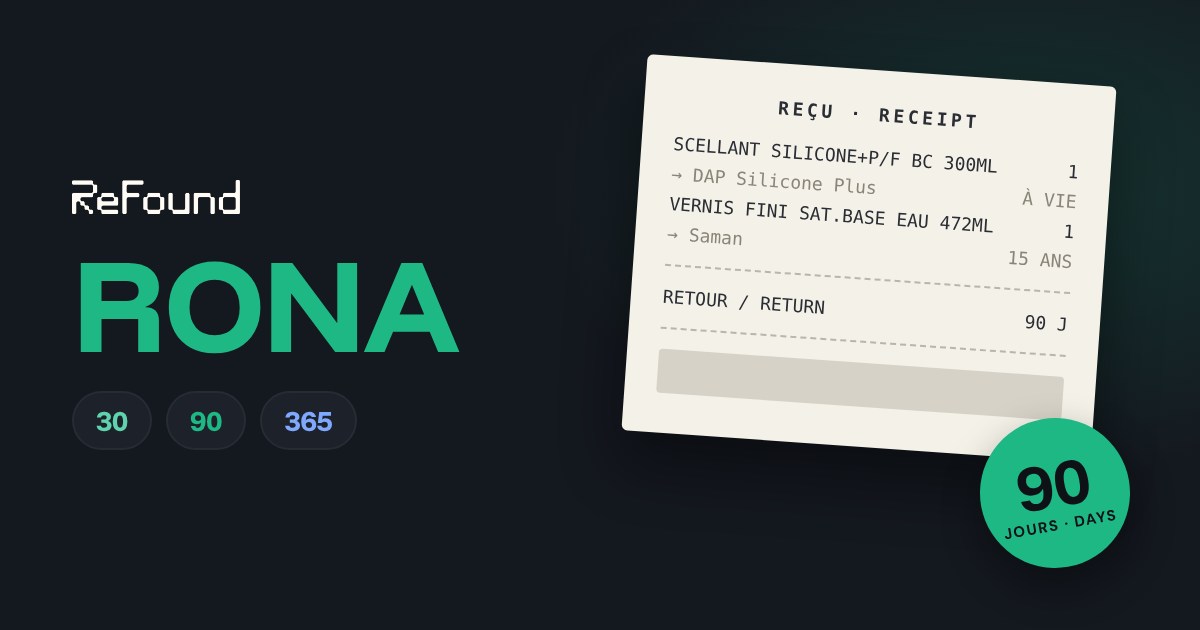 ReFound
RONA
30 90 365
REÇU · RECEIPT
SCELLANT SILICONE+P/F BC 300ML 1
→ DAP Silicone Plus À VIE
VERNIS FINI SAT.BASE EAU 472ML 1
→ Saman 15 ANS
RETOUR / RETURN 90 J
90
JOURS · DAYS